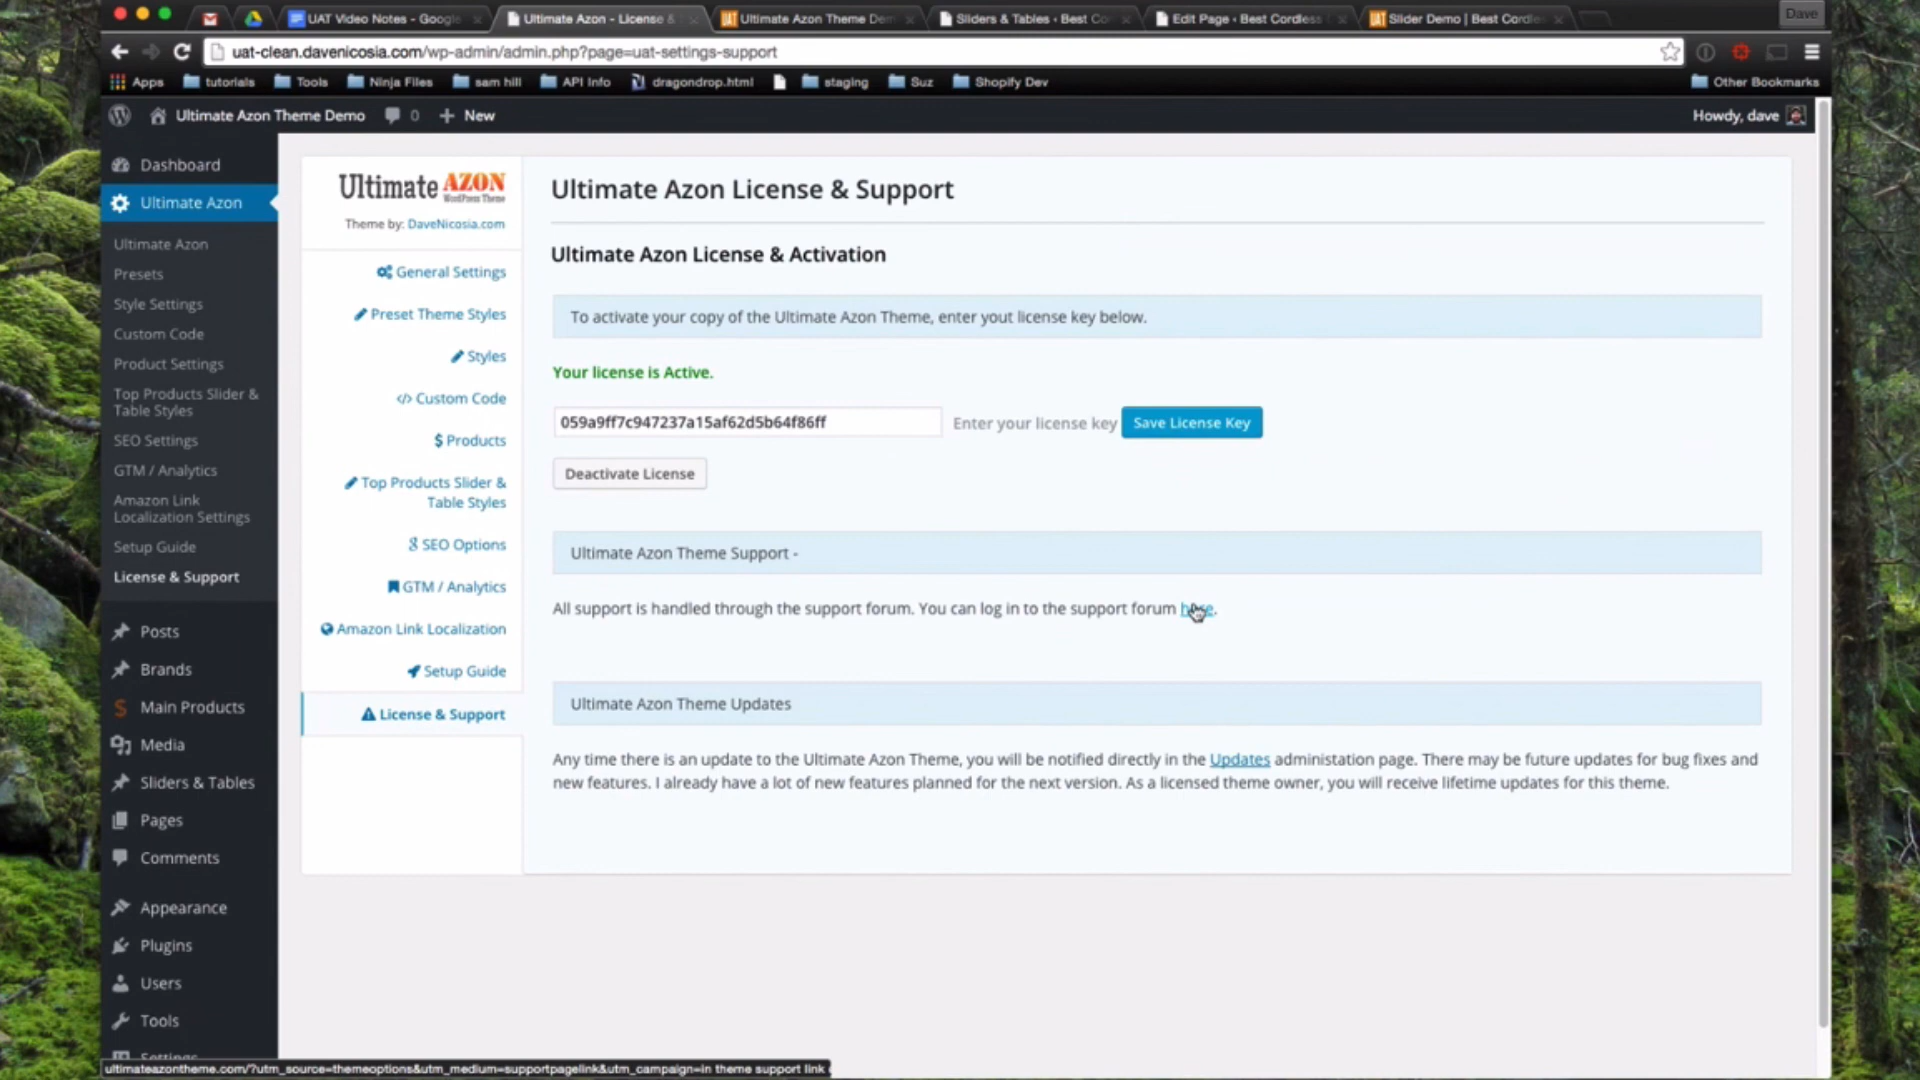 UAT Video Notes - Google
Ultimate Azon - License &
Ultimate Azon Theme Dem
Sliders & Tables ‹ Best Co
Edit Page ‹ Best Cordless
Slider Demo | Best Cordles
Dave
uat-clean.davenicosia.com/wp-admin/admin.php?page=uat-settings-support
Apps tutorials Tools Ninja Files sam hill API Info dragondrop.html staging Suz Shopify Dev Other Bookmarks
Ultimate Azon Theme Demo 0 + New Howdy, dave
Dashboard
Ultimate Azon
Ultimate Azon
Presets
Style Settings
Custom Code
Product Settings
Top Products Slider &
Table Styles
SEO Settings
GTM / Analytics
Amazon Link
Localization Settings
Setup Guide
License & Support
Posts
Brands
Main Products
Media
Sliders & Tables
Pages
Comments
Appearance
Plugins
Users
Tools
Settings
Ultimate AZON
WordPress Theme
Theme by: DaveNicosia.com
General Settings
Preset Theme Styles
Styles
</> Custom Code
$ Products
Top Products Slider &
Table Styles
SEO Options
GTM / Analytics
Amazon Link Localization
Setup Guide
License & Support
Ultimate Azon License & Support
Ultimate Azon License & Activation
To activate your copy of the Ultimate Azon Theme, enter yout license key below.
Your license is Active.
059a9ff7c947237a15af62d5b64f86ff Enter your license key Save License Key
Deactivate License
Ultimate Azon Theme Support -
All support is handled through the support forum. You can log in to the support forum here.
Ultimate Azon Theme Updates
Any time there is an update to the Ultimate Azon Theme, you will be notified directly in the Updates administation page. There may be future updates for bug fixes and
new features. I already have a lot of new features planned for the next version. As a licensed theme owner, you will receive lifetime updates for this theme.
ultimateazontheme.com/?utm_source=themeoptions&utm_medium=supportpagelink&utm_campaign=in theme support link